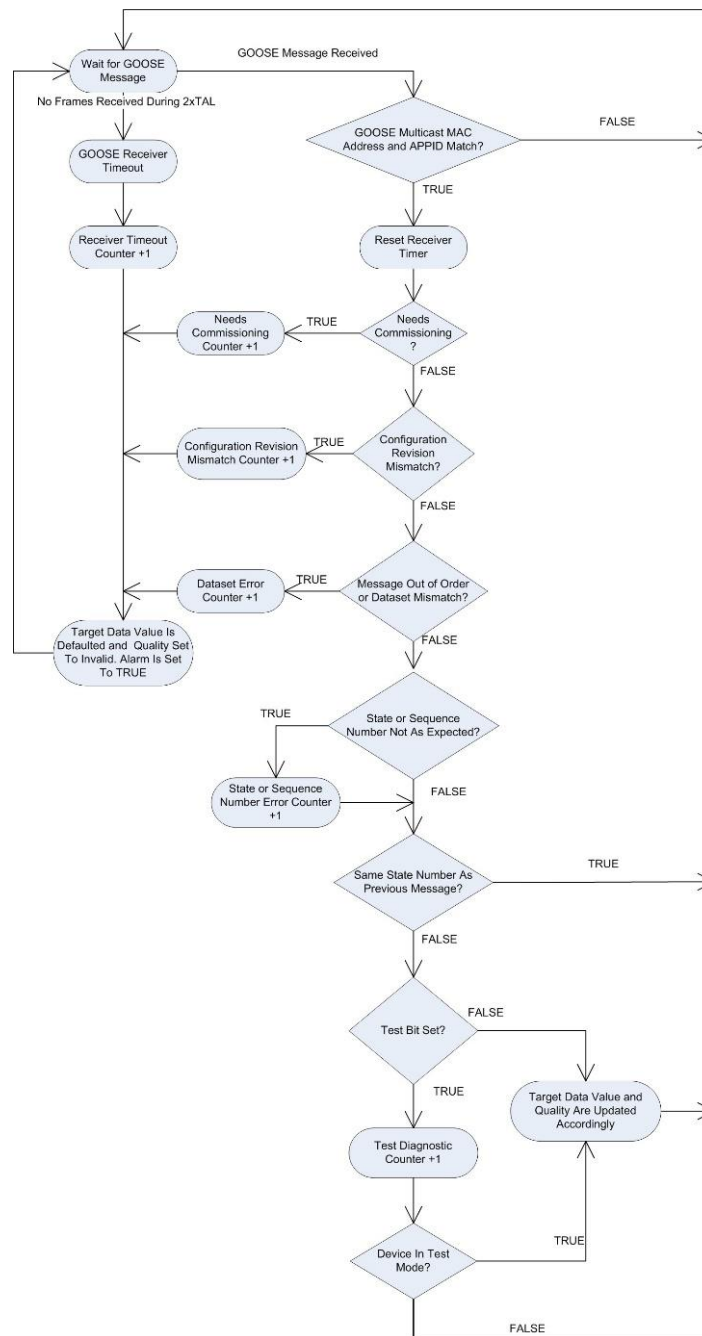 Wait for GOOSE
Message
GOOSE Message Received
No Frames Received During 2xTAL
GOOSE Multicast MAC
Address and APPID Match?
FALSE
GOOSE Receiver
Timeout
TRUE
Receiver Timeout
Counter +1
Reset Receiver
Timer
Needs
Commissioning
Counter +1
TRUE
Needs
Commissioning
?
FALSE
Configuration Revision
Mismatch Counter +1
TRUE
Configuration
Revision
Mismatch?
FALSE
Dataset Error
Counter +1
TRUE
Message Out of Order
or Dataset Mismatch?
Target Data Value Is
Defaulted and Quality Set
To Invalid. Alarm Is Set
To TRUE
FALSE
TRUE
State or Sequence
Number Not As Expected?
State or Sequence
Number Error Counter
+1
FALSE
Same State Number As
Previous Message?
TRUE
FALSE
Test Bit Set?
FALSE
TRUE
Target Data Value and
Quality Are Updated
Accordingly
Test Diagnostic
Counter +1
Device In Test
Mode?
TRUE
FALSE